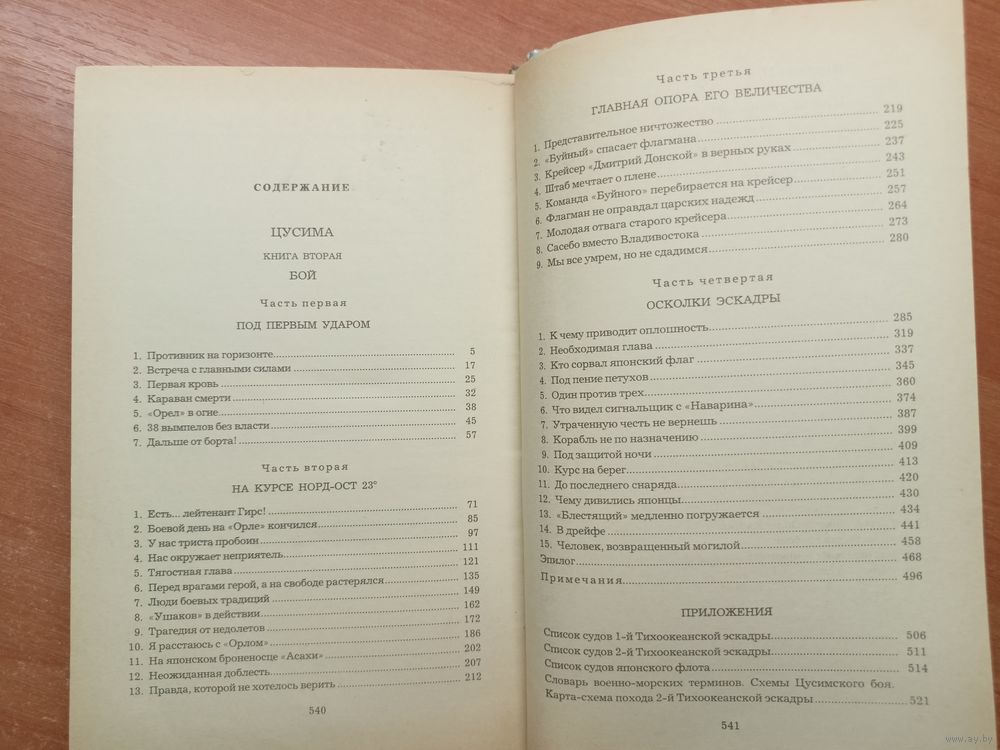 СОДЕРЖАНИЕ
ЦУСИМА
КНИГА ВТОРАЯ
БОЙ
Часть первая
ПОД ПЕРВЫМ УДАРОМ
1. Противник на горизонте 5
2. Встреча с главными силами 17
3. Первая кровь 25
4. Караван смерти 32
5. «Орел» в огне 38
6. 38 вымпелов без власти 45
7. Дальше от борта! 57
Часть вторая
НА КУРСЕ НОРД-ОСТ 23°
1. Есть... лейтенант Гирс! 71
2. Боевой день на «Орле» кончился 85
3. У нас триста пробоин 97
4. Нас окружает неприятель 111
5. Тягостная глава 121
6. Перед врагами герой, а на свободе растерялся 135
7. Люди боевых традиций 149
8. «Ушаков» в действии 162
9. Трагедия от недолетов 172
10. Я расстаюсь с «Орлом» 186
11. На японском броненосце «Асахи» 202
12. Неожиданная доблесть 207
13. Правда, которой не хотелось верить 212
540
Часть третья
ГЛАВНАЯ ОПОРА ЕГО ВЕЛИЧЕСТВА
1. Представительное ничтожество 219
2. «Буйный» спасает флагмана 225
3. Крейсер «Дмитрий Донской» в верных руках 237
4. Штаб мечтает о плене 243
5. Команда «Буйного» перебирается на крейсер 251
6. Флагман не оправдал царских надежд 257
7. Молодая отвага старого крейсера 264
8. Сасебо вместо Владивостока 273
9. Мы все умрем, но не сдадимся 280
Часть четвертая
ОСКОЛКИ ЭСКАДРЫ
1. К чему приводит оплошность 285
2. Необходимая глава 319
3. Кто сорвал японский флаг 337
4. Под пение петухов 345
5. Один против трех 360
6. Что видел сигнальщик с «Наварина» 374
7. Утраченную честь не вернешь 387
8. Корабль не по назначению 399
9. Под защитой ночи 409
10. Курс на берег 413
11. До последнего снаряда 420
12. Чему дивились японцы 430
13. «Блестящий» медленно погружается 434
14. В дрейфе 441
15. Человек, возвращенный могилой 458
Эпилог 468
Примечания 496
ПРИЛОЖЕНИЯ
Список судов 1-й Тихоокеанской эскадры 506
Список судов 2-й Тихоокеанской эскадры 511
Список судов японского флота 514
Словарь военно-морских терминов. Схемы Цусимского боя.
Карта-схема похода 2-й Тихоокеанской эскадры 521
541
www.ay.by